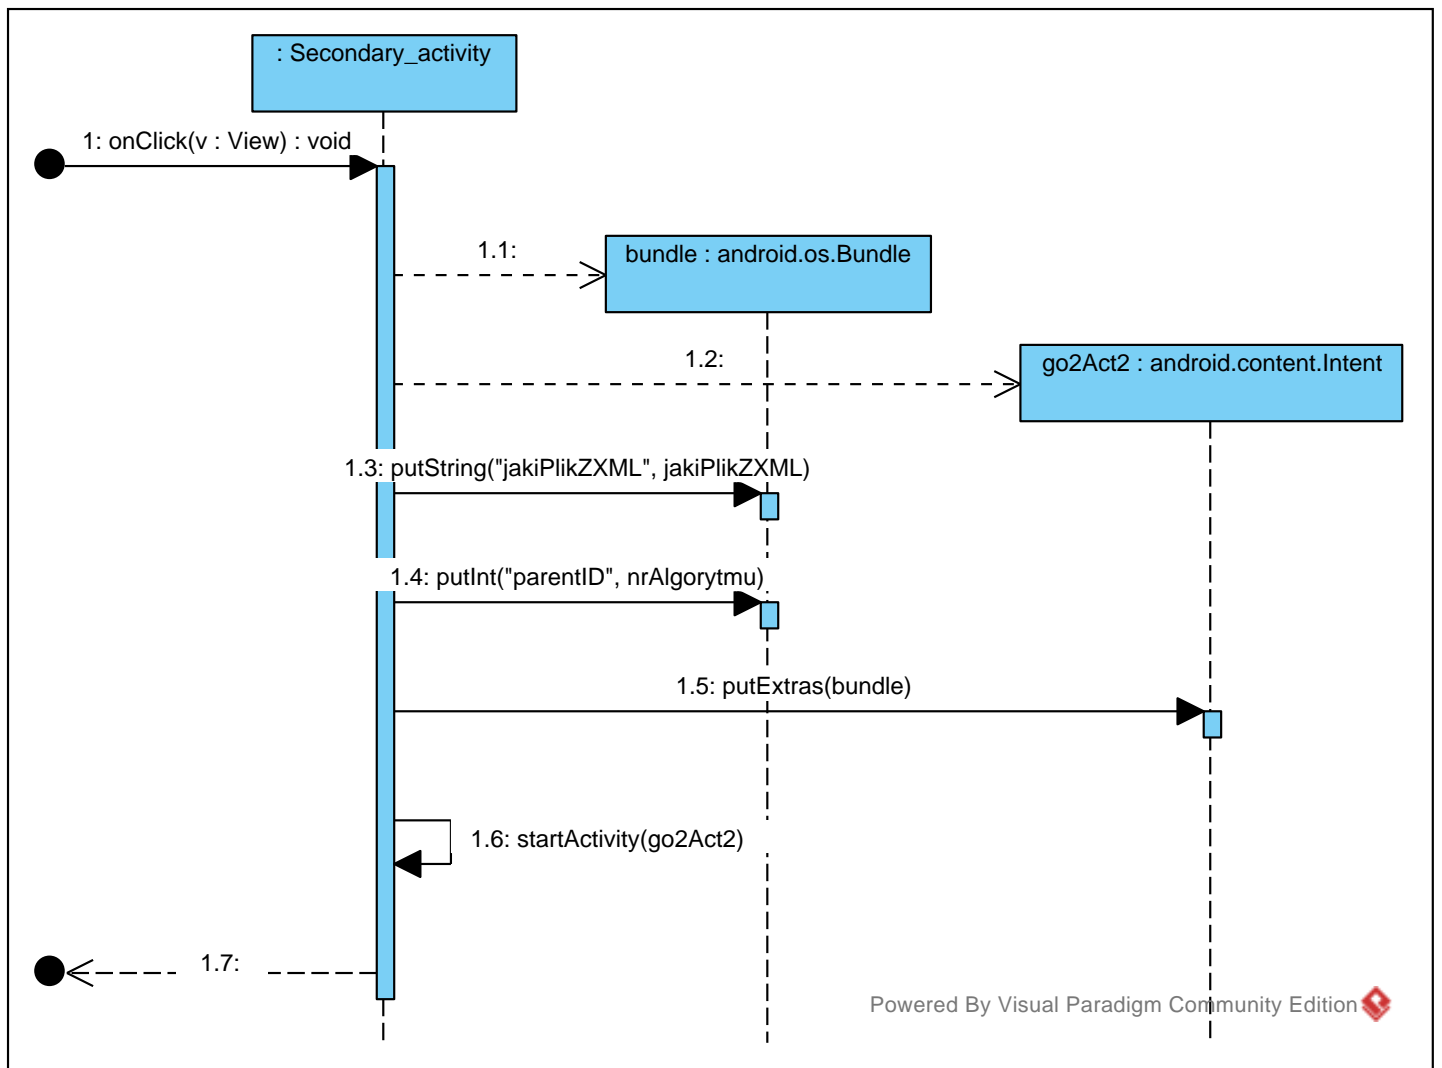 : Secondary_activity
1: onClick(v : View) : void
1.1:
bundle : android.os.Bundle
1.2:
go2Act2 : android.content.Intent
1.3: putString("jakiPlikZXML", jakiPlikZXML)
1.4: putInt("parentID", nrAlgorytmu)
1.5: putExtras(bundle)
1.6: startActivity(go2Act2)
1.7:
Powered By Visual Paradigm Community Edition